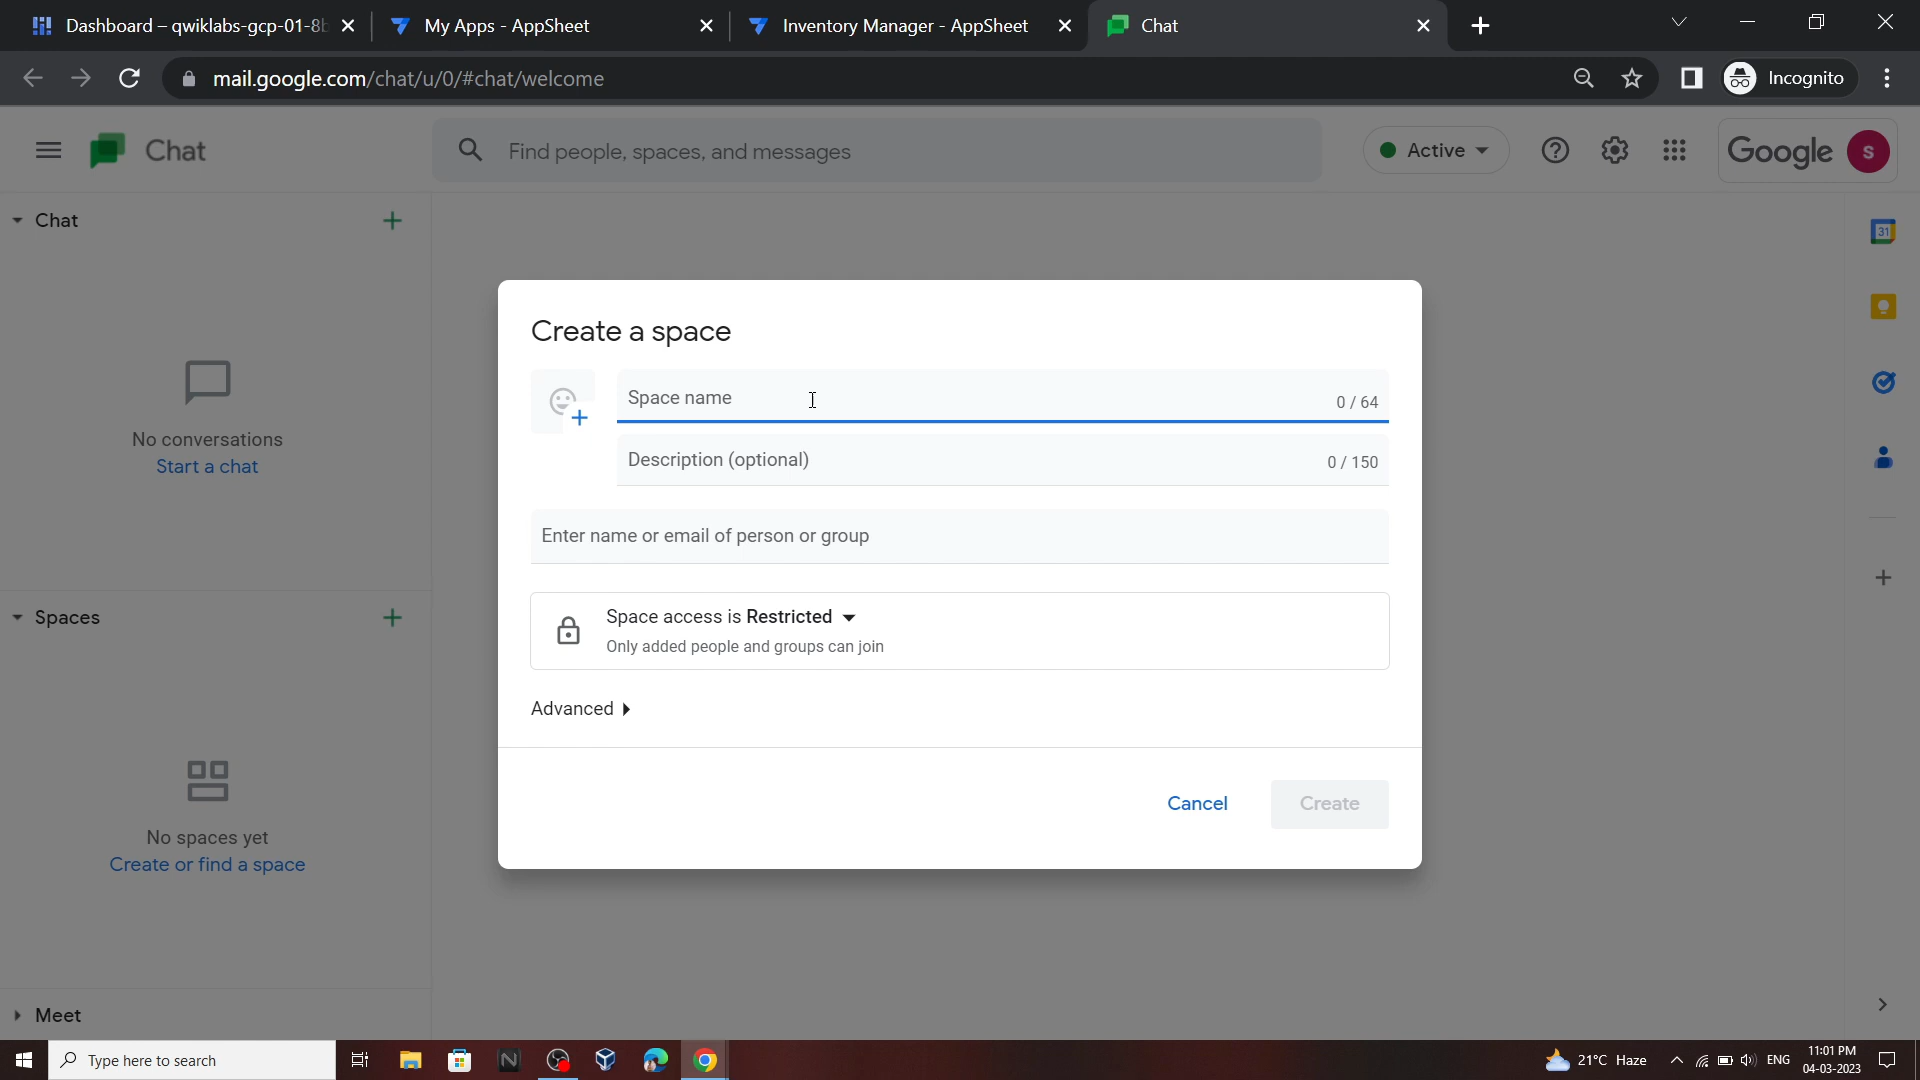 Dashboard – qwiklabs-gcp-01-8b
My Apps - AppSheet
Inventory Manager - AppSheet
Chat
mail.google.com/chat/u/0/#chat/welcome
Incognito
Chat
Find people, spaces, and messages
Active
Google
S
Chat
31
No conversations
Start a chat
Create a space
Space name
0 / 64
Description (optional)
0 / 150
Enter name or email of person or group
Space access is Restricted
Only added people and groups can join
Advanced
Cancel
Create
Spaces
No spaces yet
Create or find a space
Meet
Type here to search
N
21°C Haze
ENG
11:01 PM
04-03-2023